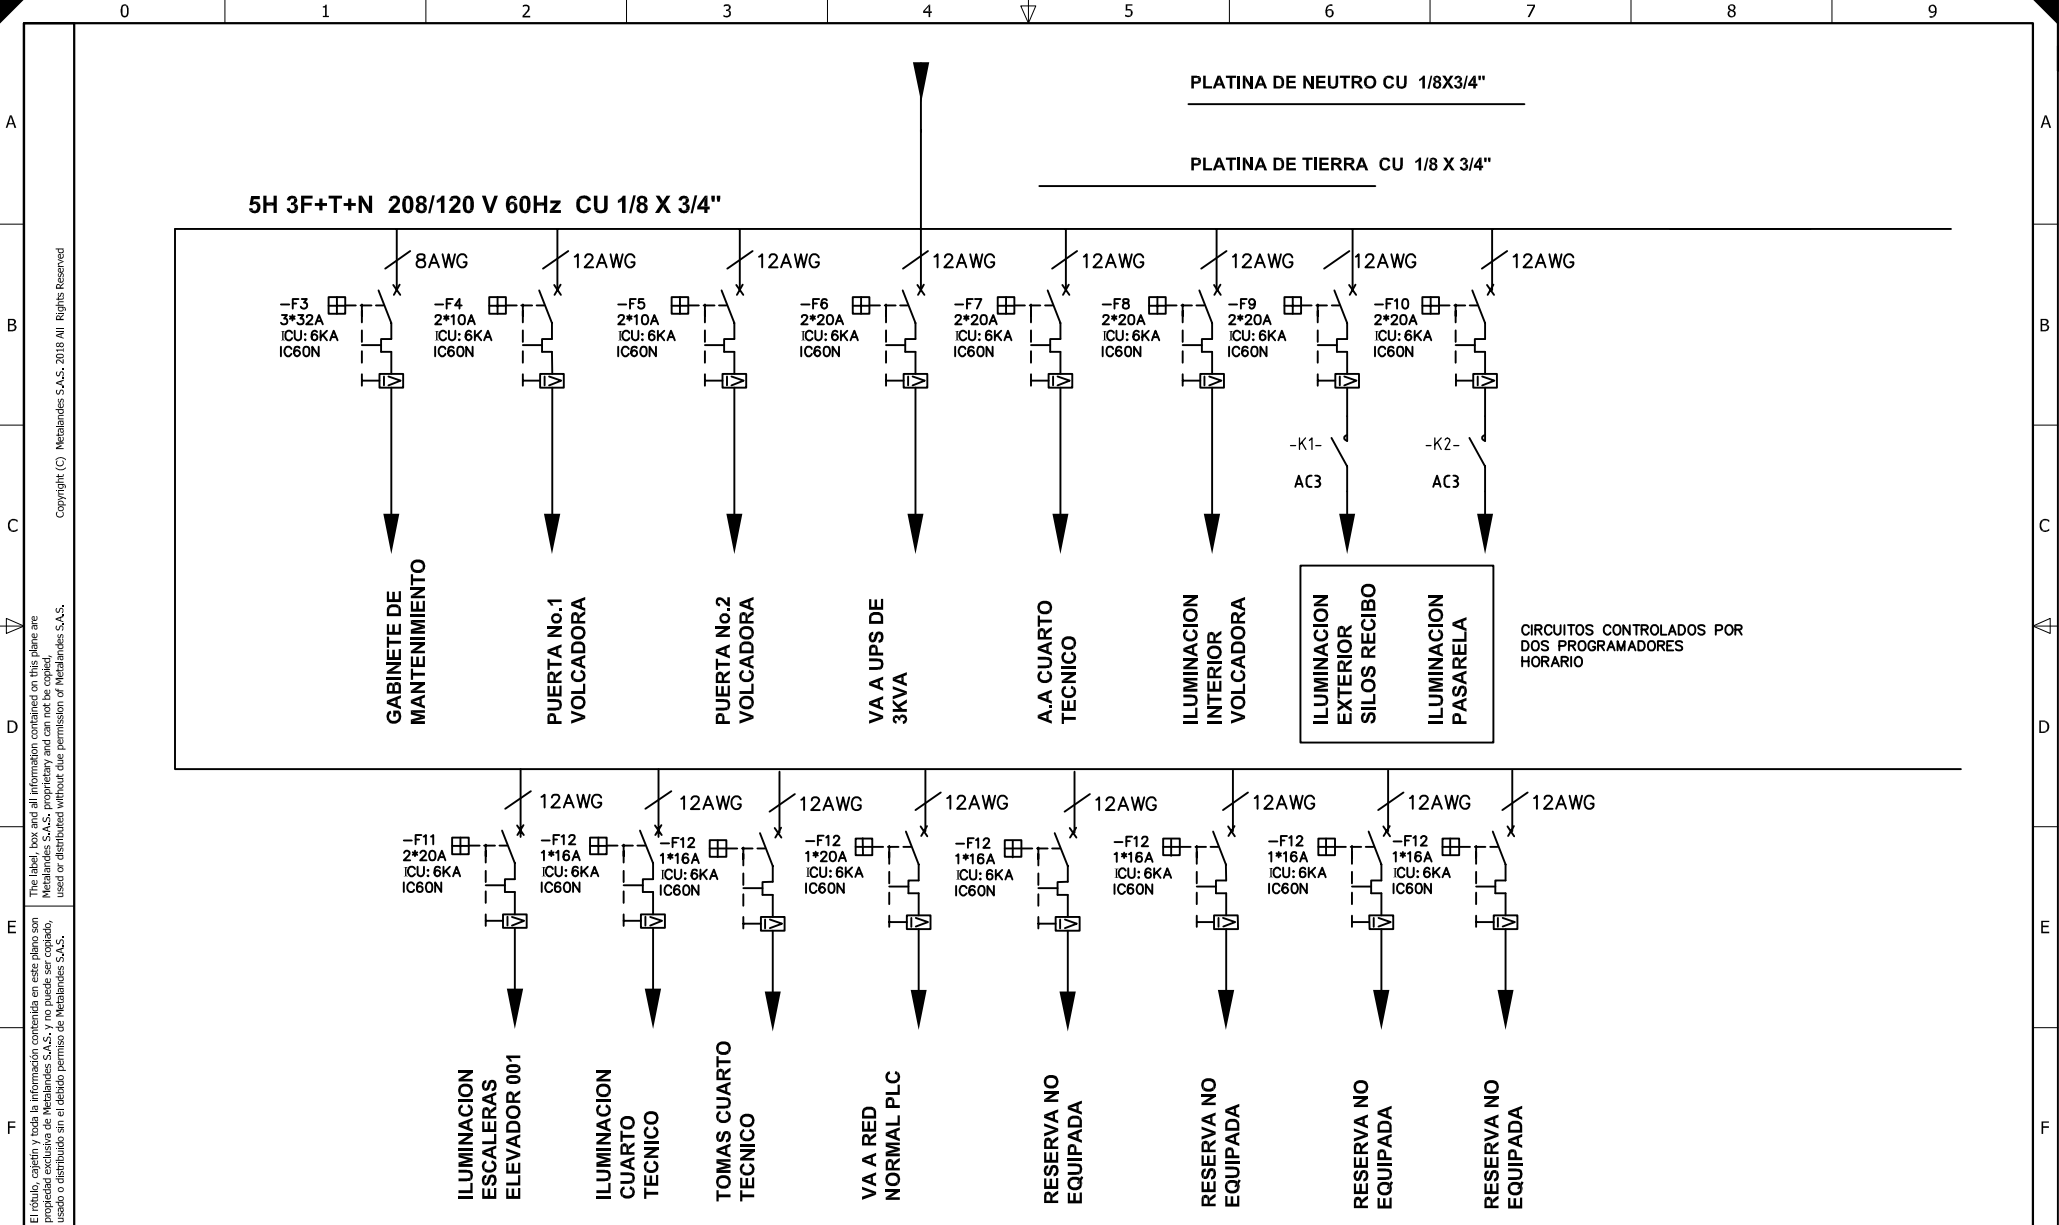 0 1 2 3 4 5 6 7 8 9
A
B
C
D
E
F
A
B
C
D
E
F
Copyright (C) Metalandes S.A.S. 2018 All Rights Reserved
The label, box and all information contained on this plane are
Metalandes S.A.S. proprietary and can not be copied,
used or distributed without due permission of Metalandes S.A.S.
El rótulo, cajetín y toda la información contenida en este plano son
propiedad exclusiva de Metalandes S.A.S. y no puede ser copiado,
usado o distribuido sin el debido permiso de Metalandes S.A.S.
PLATINA DE NEUTRO CU 1/8X3/4"
PLATINA DE TIERRA CU 1/8 X 3/4"
5H 3F+T+N 208/120 V 60Hz CU 1/8 X 3/4"
8AWG
-F3
3*32A
ICU: 6KA
IC60N
GABINETE DE
MANTENIMIENTO
12AWG
-F4
2*10A
ICU: 6KA
IC60N
PUERTA No.1
VOLCADORA
12AWG
-F5
2*10A
ICU: 6KA
IC60N
PUERTA No.2
VOLCADORA
12AWG
-F6
2*20A
ICU: 6KA
IC60N
VA A UPS DE
3KVA
12AWG
-F7
2*20A
ICU: 6KA
IC60N
A.A CUARTO
TECNICO
12AWG
-F8
2*20A
ICU: 6KA
IC60N
ILUMINACION
INTERIOR
VOLCADORA
12AWG
-F9
2*20A
ICU: 6KA
IC60N
-K1-
AC3
ILUMINACION
EXTERIOR
SILOS RECIBO
12AWG
-F10
2*20A
ICU: 6KA
IC60N
-K2-
AC3
ILUMINACION
PASARELA
CIRCUITOS CONTROLADOS POR
DOS PROGRAMADORES
HORARIO
12AWG
-F11
2*20A
ICU: 6KA
IC60N
ILUMINACION
ESCALERAS
ELEVADOR 001
12AWG
-F12
1*16A
ICU: 6KA
IC60N
ILUMINACION
CUARTO
TECNICO
12AWG
-F12
1*16A
ICU: 6KA
IC60N
TOMAS CUARTO
TECNICO
12AWG
-F12
1*20A
ICU: 6KA
IC60N
VA A RED
NORMAL PLC
12AWG
-F12
1*16A
ICU: 6KA
IC60N
RESERVA NO
EQUIPADA
12AWG
-F12
1*16A
ICU: 6KA
IC60N
RESERVA NO
EQUIPADA
12AWG
-F12
1*16A
ICU: 6KA
IC60N
RESERVA NO
EQUIPADA
12AWG
-F12
1*16A
ICU: 6KA
IC60N
RESERVA NO
EQUIPADA